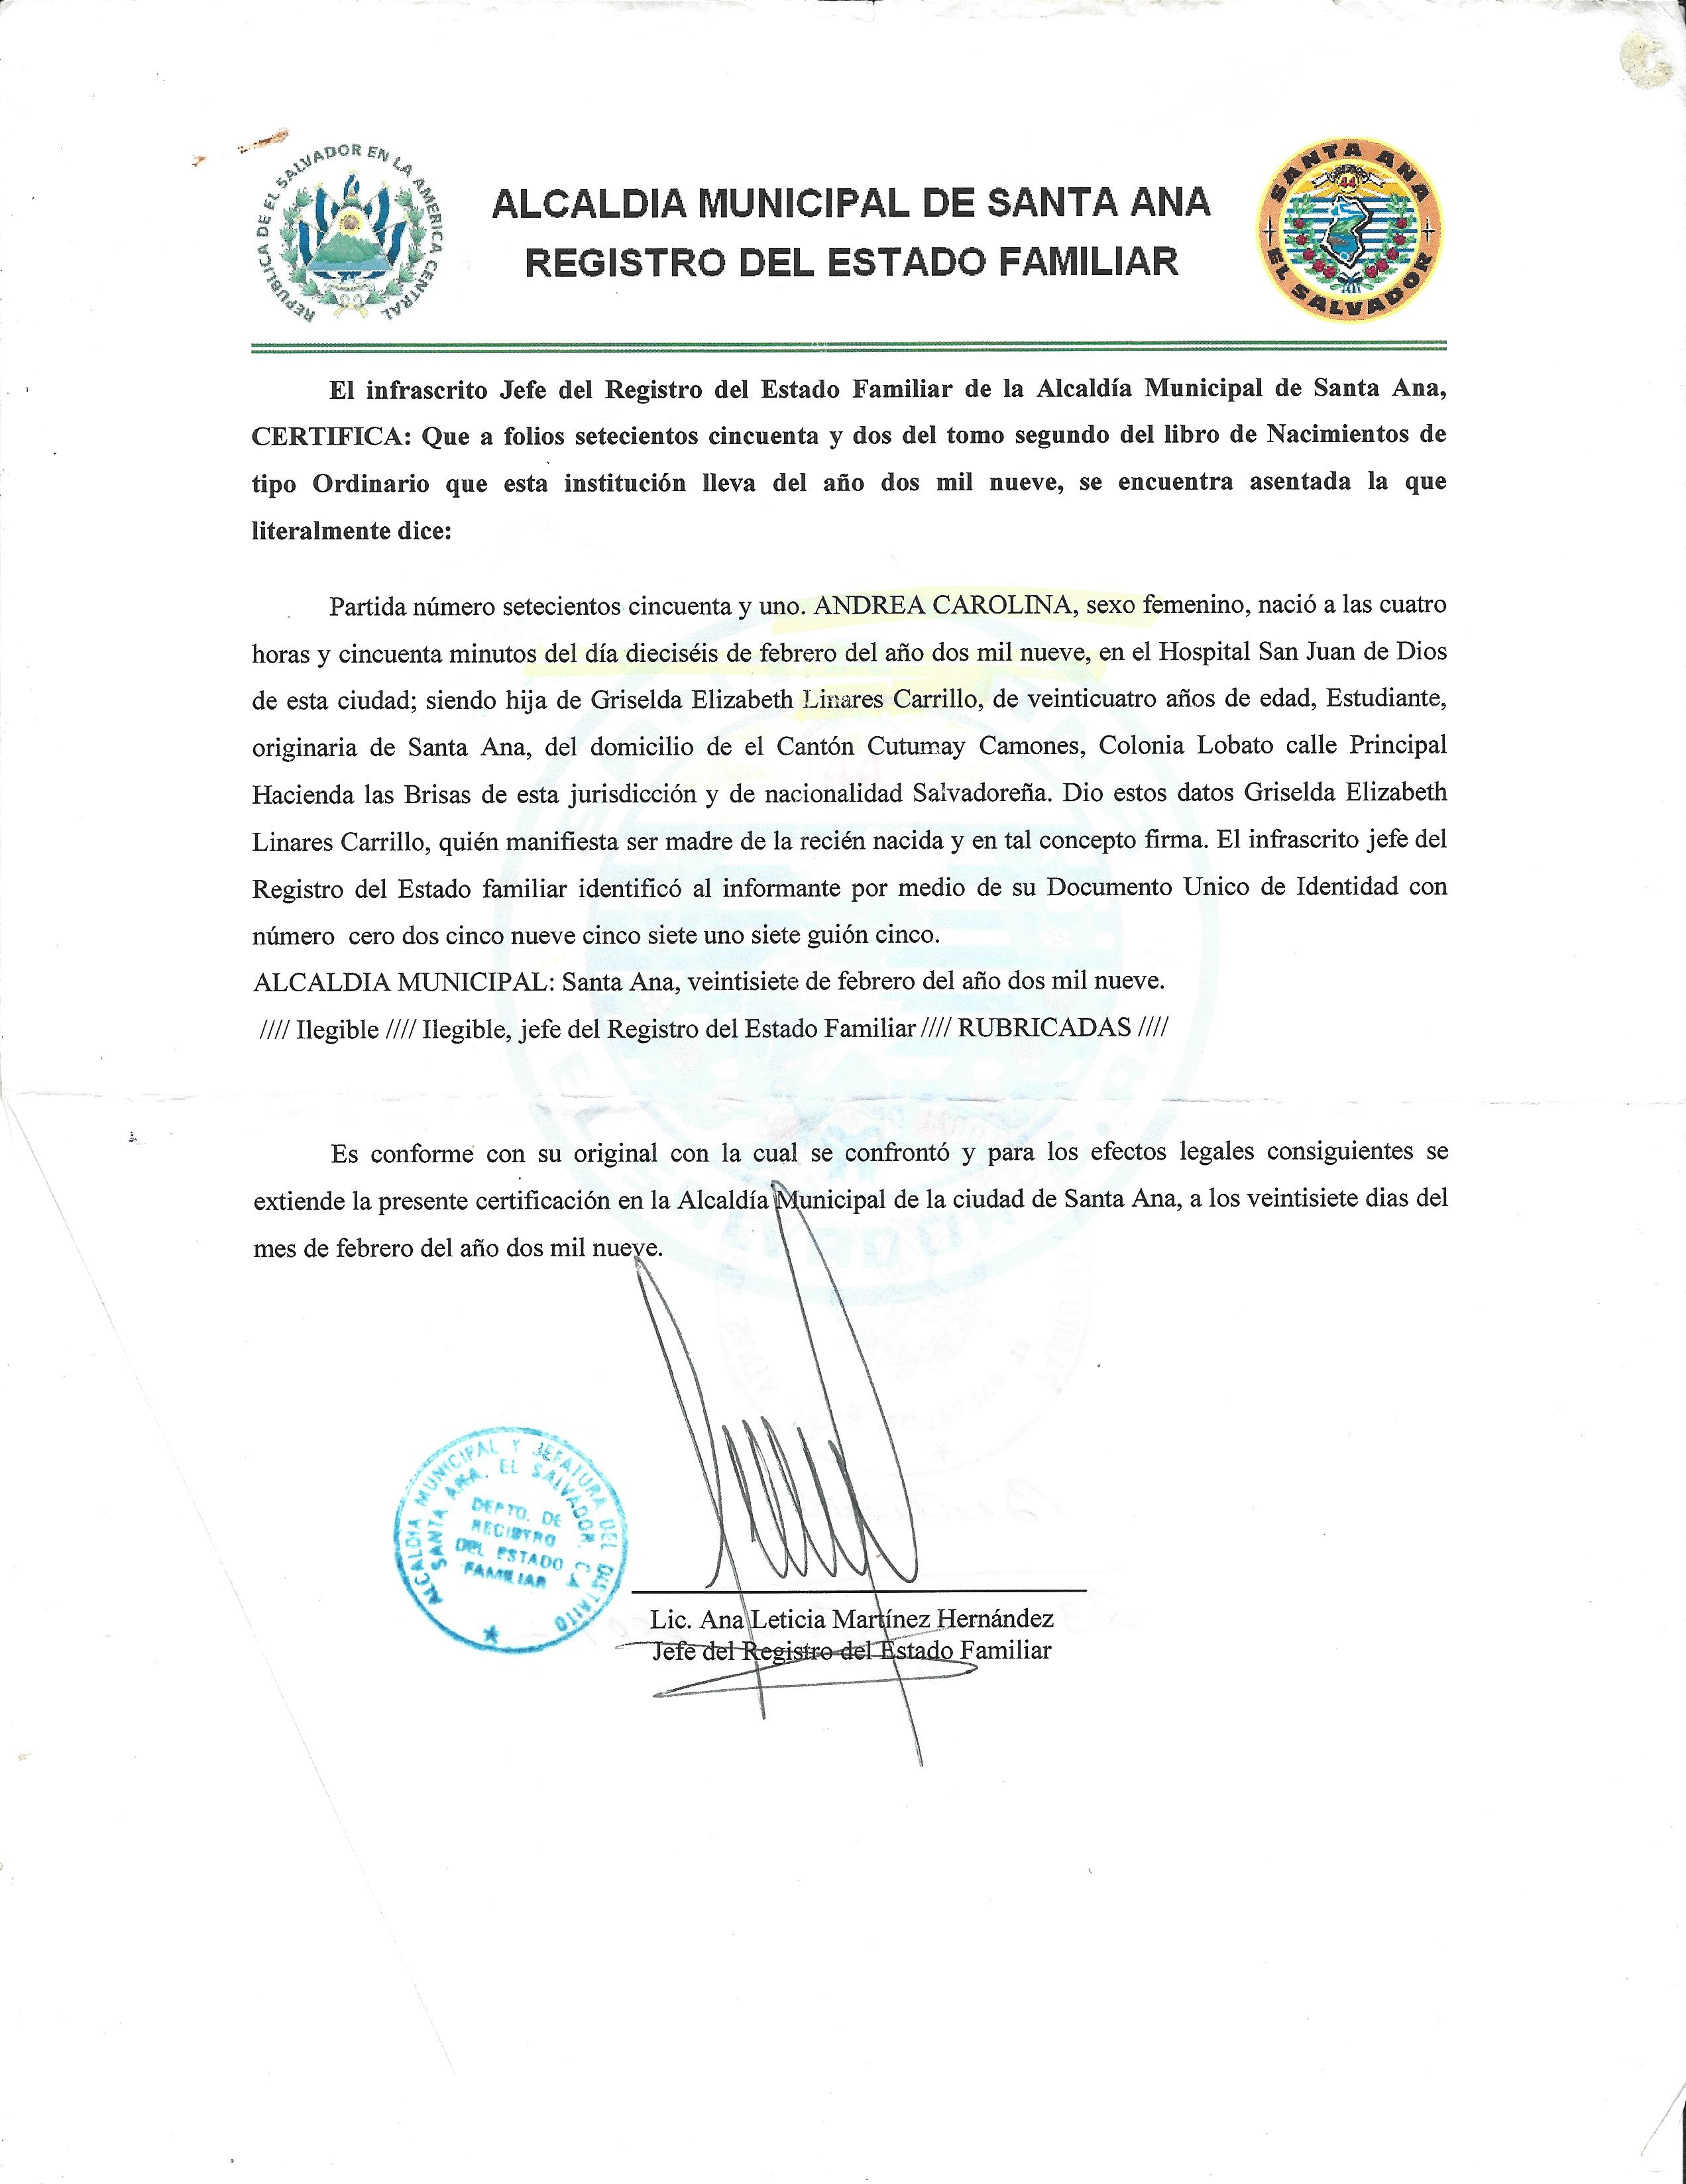 REPUBLICA DE EL SALVADOR EN LA AMERICA CENTRAL
ALCALDIA MUNICIPAL DE SANTA ANA
REGISTRO DEL ESTADO FAMILIAR
SANTA ANA
44
EL SALVADOR
El infrascrito Jefe del Registro del Estado Familiar de la Alcaldía Municipal de Santa Ana,
CERTIFICA: Que a folios setecientos cincuenta y dos del tomo segundo del libro de Nacimientos de
tipo Ordinario que esta institución lleva del año dos mil nueve, se encuentra asentada la que
literalmente dice:
Partida número setecientos cincuenta y uno. ANDREA CAROLINA, sexo femenino, nació a las cuatro
horas y cincuenta minutos del día dieciséis de febrero del año dos mil nueve, en el Hospital San Juan de Dios
de esta ciudad; siendo hija de Griselda Elizabeth Linares Carrillo, de veinticuatro años de edad, Estudiante,
originaria de Santa Ana, del domicilio de el Cantón Cutumay Camones, Colonia Lobato calle Principal
Hacienda las Brisas de esta jurisdicción y de nacionalidad Salvadoreña. Dio estos datos Griselda Elizabeth
Linares Carrillo, quién manifiesta ser madre de la recién nacida y en tal concepto firma. El infrascrito jefe del
Registro del Estado familiar identificó al informante por medio de su Documento Unico de Identidad con
número cero dos cinco nueve cinco siete uno siete guión cinco.
ALCALDIA MUNICIPAL: Santa Ana, veintisiete de febrero del año dos mil nueve.
//// Ilegible //// Ilegible, jefe del Registro del Estado Familiar //// RUBRICADAS ////
Es conforme con su original con la cual se confrontó y para los efectos legales consiguientes se
extiende la presente certificación en la Alcaldía Municipal de la ciudad de Santa Ana, a los veintisiete dias del
mes de febrero del año dos mil nueve.
ALCALDIA MUNICIPAL Y JEFATURA DEL DISTRITO
SANTA ANA, EL SALVADOR, C.A
DEPTO. DE
REGISTRO
DEL ESTADO
FAMILIAR
Lic. Ana Leticia Martínez Hernández
Jefe del Registro del Estado Familiar